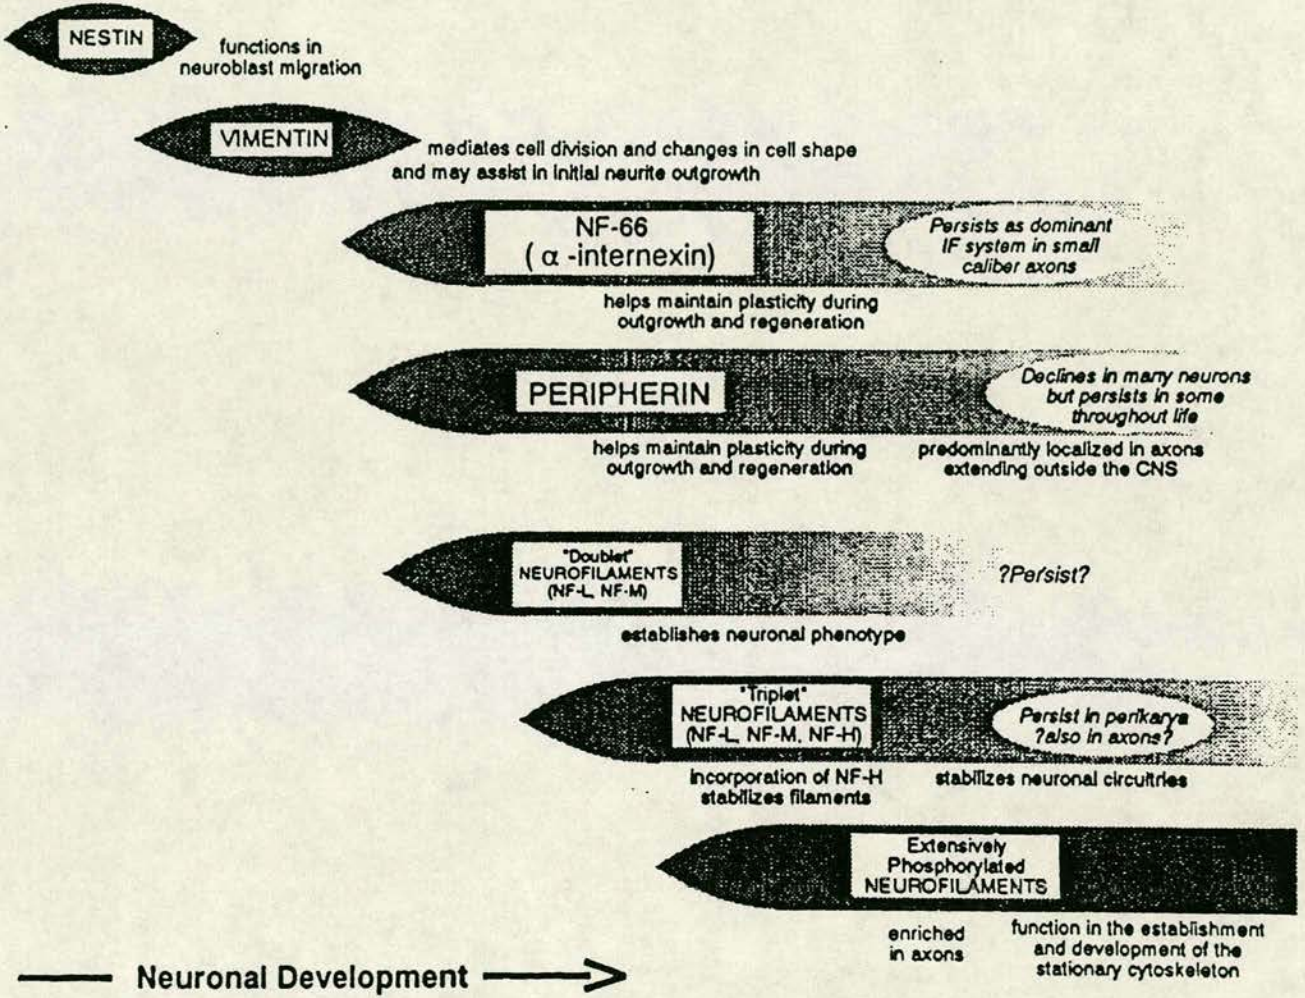 NESTIN
functions in
neuroblast migration
VIMENTIN
mediates cell division and changes in cell shape
and may assist in initial neurite outgrowth
NF-66
( α -internexin)
Persists as dominant
IF system in small
caliber axons
helps maintain plasticity during
outgrowth and regeneration
PERIPHERIN
Declines in many neurons
but persists in some
throughout life
helps maintain plasticity during
outgrowth and regeneration
predominantly localized in axons
extending outside the CNS
"Doublet"
NEUROFILAMENTS
(NF-L, NF-M)
?Persist?
establishes neuronal phenotype
"Triplet"
NEUROFILAMENTS
(NF-L, NF-M, NF-H)
Persist in perikarya
?also in axons?
incorporation of NF-H
stabilizes filaments
stabilizes neuronal circuitries
Extensively
Phosphorylated
NEUROFILAMENTS
enriched
in axons
function in the establishment
and development of the
stationary cytoskeleton
Neuronal Development